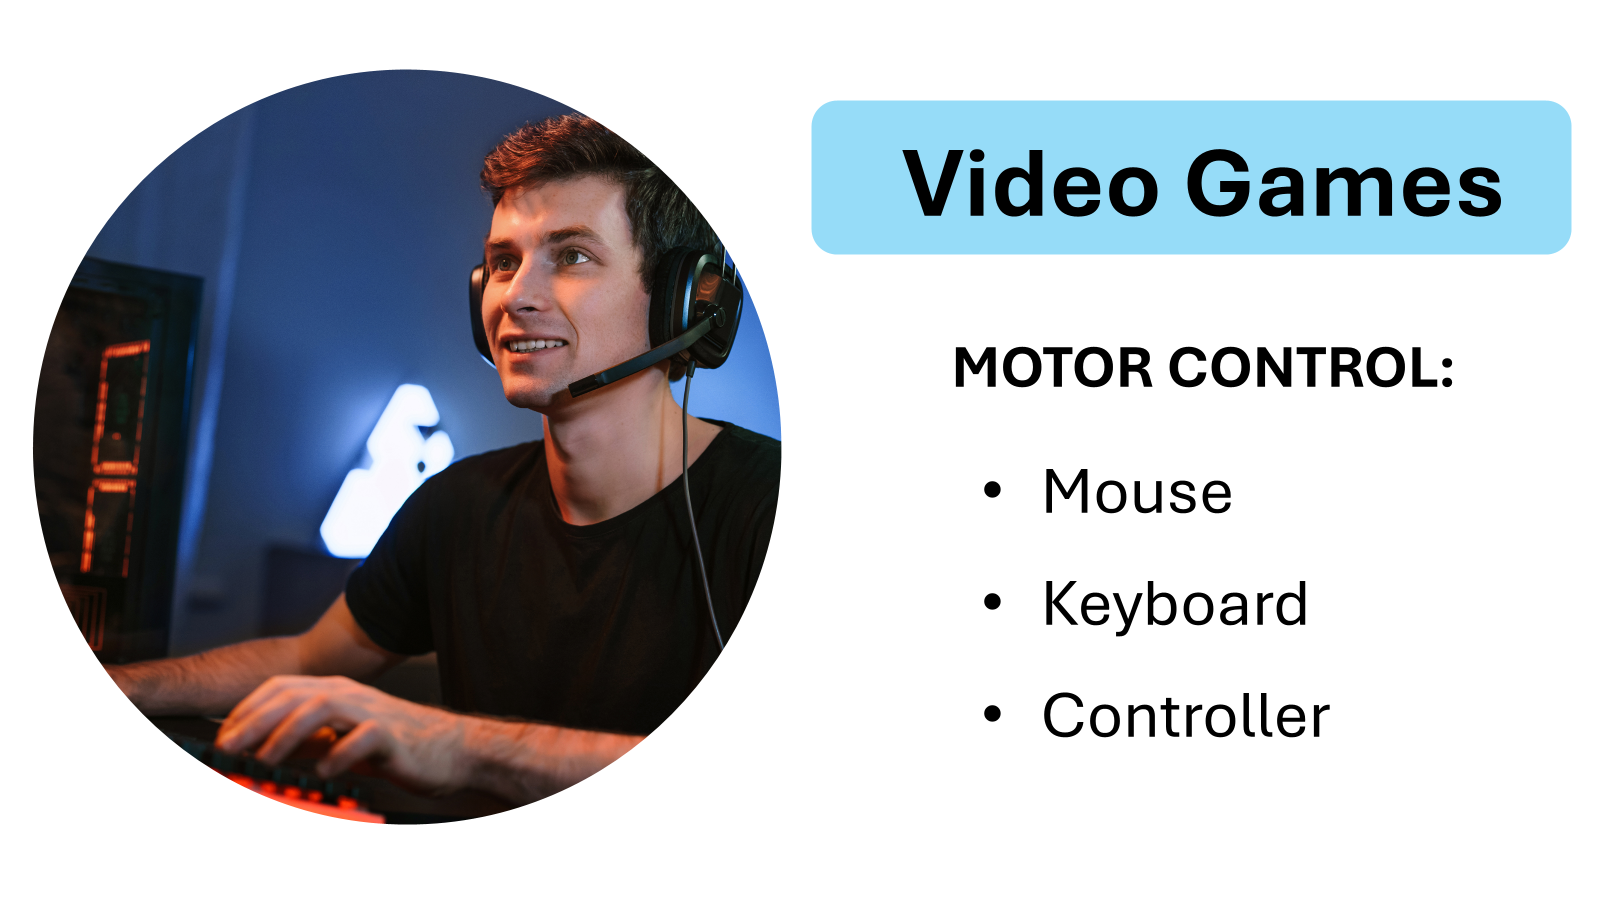 Video Games
MOTOR CONTROL:
• Mouse
• Keyboard
• Controller